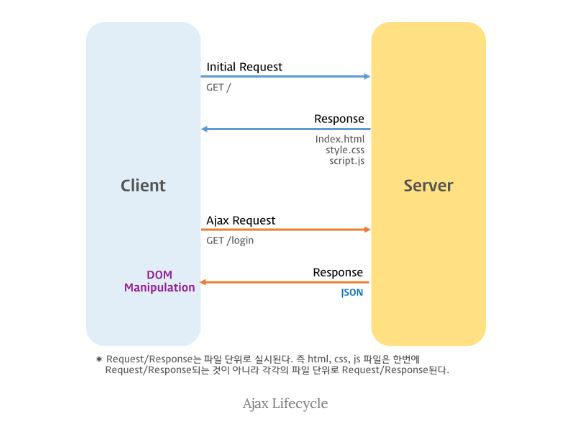 Initial Request
GET /
Response
Index.html
style.css
script.js
Client
Server
Ajax Request
GET /login
DOM
Manipulation
Response
JSON
✷ Request/Response는 파일 단위로 실시된다. 즉 html, css, js 파일은 한번에
Request/Response되는 것이 아니라 각각의 파일 단위로 Request/Response된다.
Ajax Lifecycle